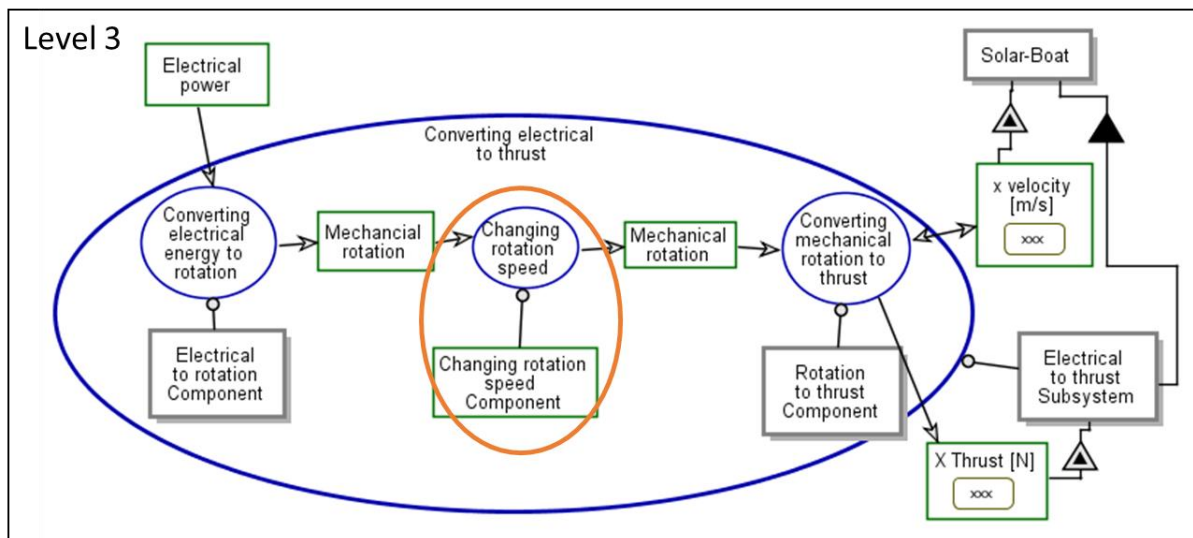 Level 3
Electrical
power
Solar-Boat
Converting electrical
to thrust
x velocity
[m/s]
xxx
Converting
electrical
energy to
rotation
Mechancial
rotation
Changing
rotation
speed
Mechanical
rotation
Converting
mechanical
rotation to
thrust
Electrical
to rotation
Component
Changing rotation
speed
Component
Rotation
to thrust
Component
Electrical
to thrust
Subsystem
X Thrust [N]
xxx